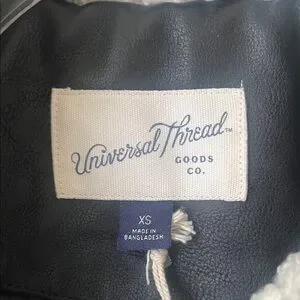 Universal Thread™
GOODS
CO.
XS
MADE IN
BANGLADESH